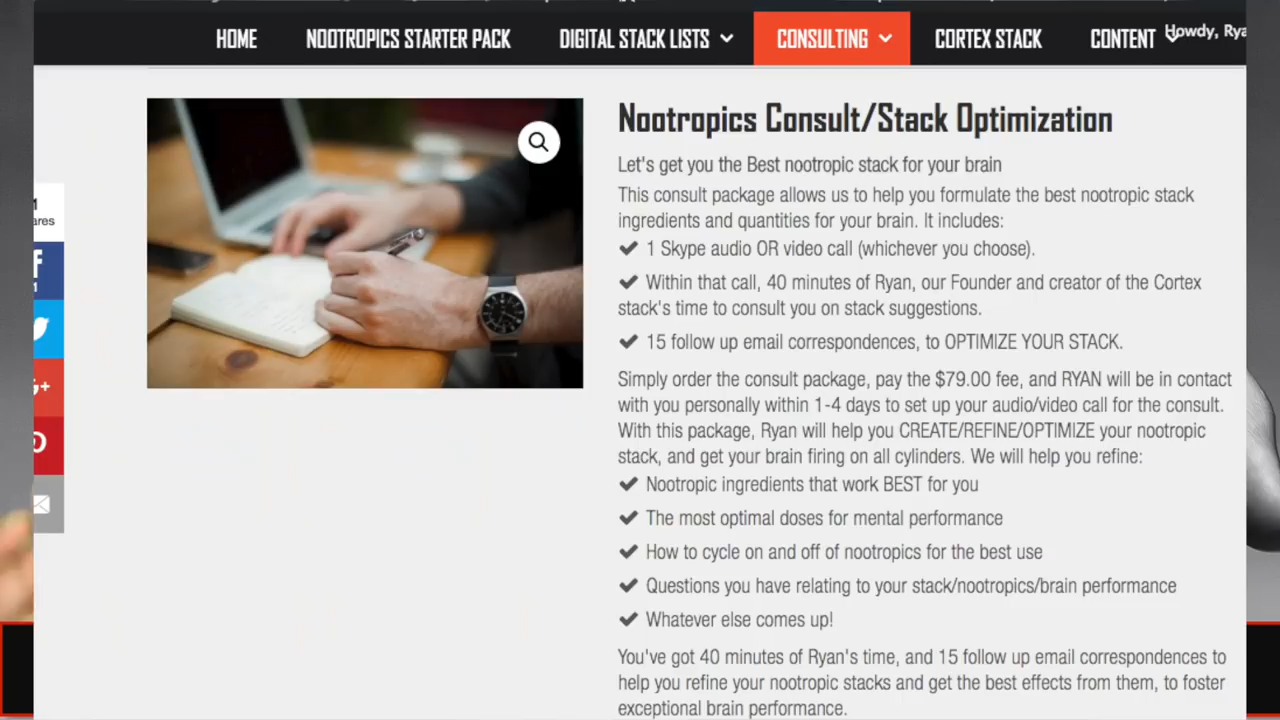 HOME NOOTROPICS STARTER PACK DIGITAL STACK LISTS CONSULTING CORTEX STACK CONTENT Howdy, Rya
Nootropics Consult/Stack Optimization
Let's get you the Best nootropic stack for your brain
This consult package allows us to help you formulate the best nootropic stack
ingredients and quantities for your brain. It includes:
1 Skype audio OR video call (whichever you choose).
Within that call, 40 minutes of Ryan, our Founder and creator of the Cortex
stack's time to consult you on stack suggestions.
15 follow up email correspondences, to OPTIMIZE YOUR STACK.
Simply order the consult package, pay the $79.00 fee, and RYAN will be in contact
with you personally within 1-4 days to set up your audio/video call for the consult.
With this package, Ryan will help you CREATE/REFINE/OPTIMIZE your nootropic
stack, and get your brain firing on all cylinders. We will help you refine:
Nootropic ingredients that work BEST for you
The most optimal doses for mental performance
How to cycle on and off of nootropics for the best use
Questions you have relating to your stack/nootropics/brain performance
Whatever else comes up!
You've got 40 minutes of Ryan's time, and 15 follow up email correspondences to
help you refine your nootropic stacks and get the best effects from them, to foster
exceptional brain performance.
1
ares
1